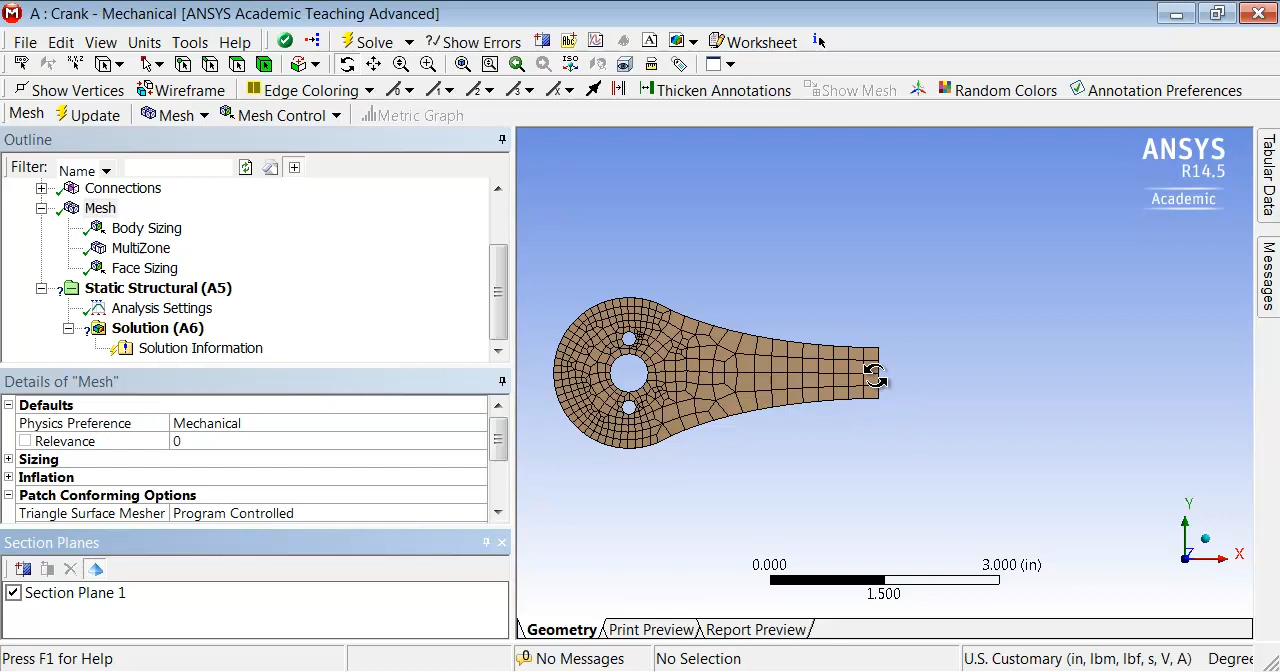 A : Crank - Mechanical [ANSYS Academic Teaching Advanced]
File Edit View Units Tools Help Solve Show Errors Worksheet
Show Vertices Wireframe Edge Coloring Thicken Annotations Show Mesh Random Colors Annotation Preferences
Mesh Update Mesh Mesh Control Metric Graph
Outline
Filter: Name
Connections
Mesh
Body Sizing
MultiZone
Face Sizing
Static Structural (A5)
Analysis Settings
Solution (A6)
Solution Information
Details of "Mesh"
Defaults
Physics Preference Mechanical
Relevance 0
Sizing
Inflation
Patch Conforming Options
Triangle Surface Mesher Program Controlled
Section Planes
Section Plane 1
ANSYS
R14.5
Academic
Y
X
Z
0.000 3.000 (in)
1.500
Geometry Print Preview Report Preview
Tabular Data
Messages
Press F1 for Help 0 No Messages No Selection U.S. Customary (in, lbm, lbf, s, V, A) Degree